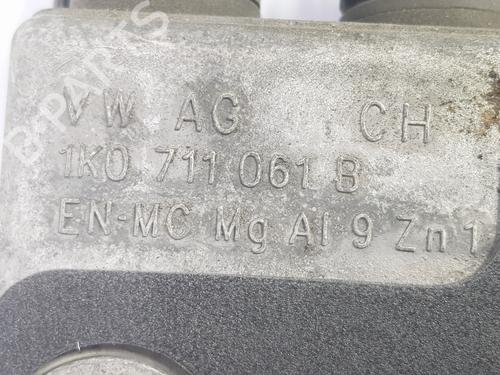 VW AG CH
1K0 711 061 B
EN-MC Mg Al 9 Zn 1
B-PARTS